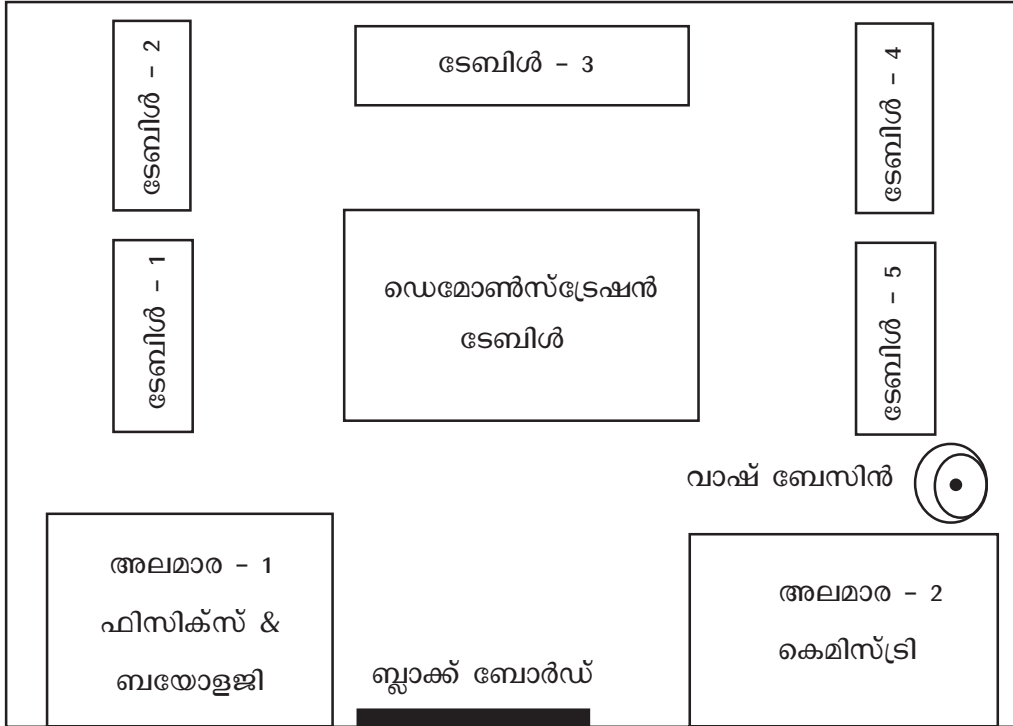 ടേബിൾ - 2
ടേബിൾ - 3
ടേബിൾ - 4
ടേബിൾ - 1
ഡെമോൺസ്ട്രേഷൻ
ടേബിൾ
ടേബിൾ - 5
വാഷ് ബേസിൻ
അലമാര - 1
ഫിസിക്സ് &
ബയോളജി
ബ്ലാക്ക് ബോർഡ്
അലമാര - 2
കെമിസ്ട്രി